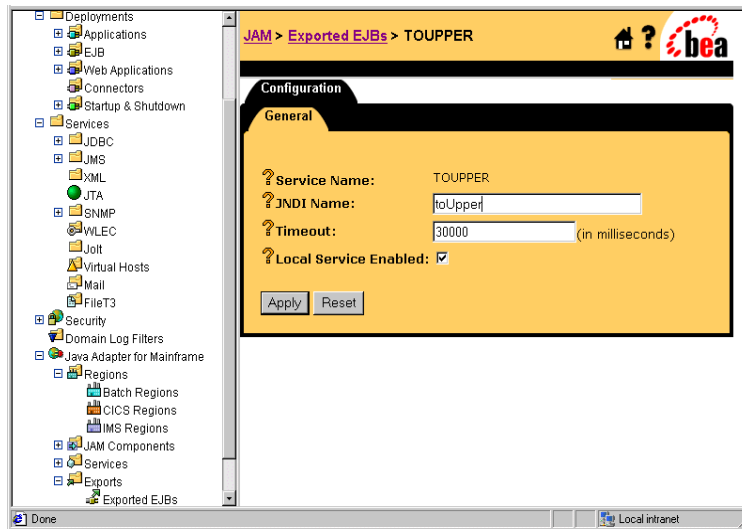 Deployments
Applications
EJB
Web Applications
Connectors
Startup & Shutdown
Services
JDBC
JMS
XML
JTA
SNMP
WLEC
Jolt
Virtual Hosts
Mail
FileT3
Security
Domain Log Filters
Java Adapter for Mainframe
Regions
Batch Regions
CICS Regions
IMS Regions
JAM Components
Services
Exports
Exported EJBs
JAM > Exported EJBs > TOUPPER
? bea
Configuration
General
? Service Name: TOUPPER
? JNDI Name: toUpper
? Timeout: 30000 (in milliseconds)
? Local Service Enabled:
Apply Reset
Done Local intranet